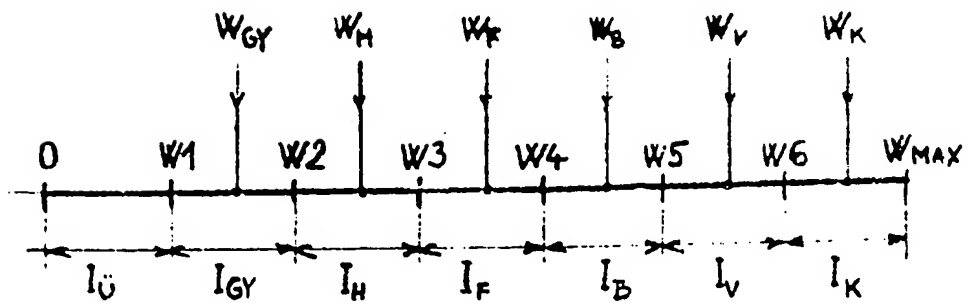 W_GY W_H W_F W_B W_V W_K
0 W1 W2 W3 W4 W5 W6 W_MAX
I_Ü I_GY I_H I_F I_B I_V I_K